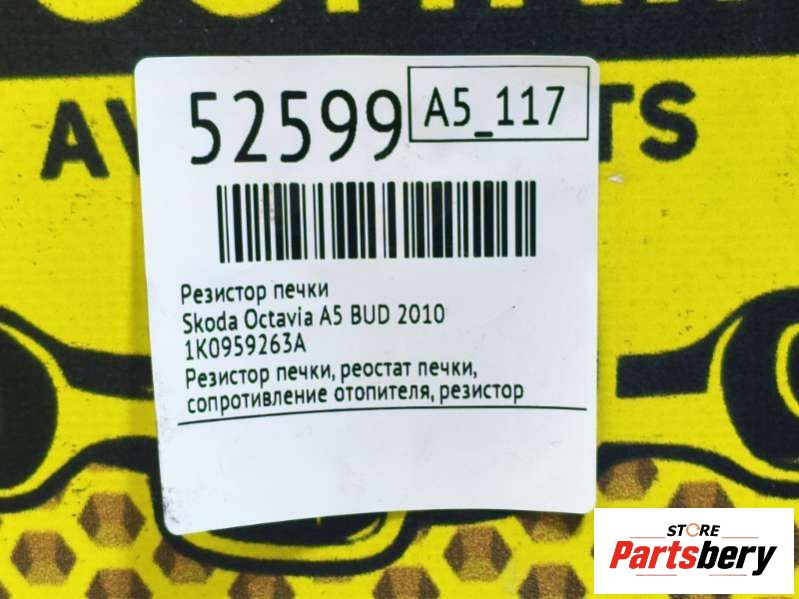 52599
A5_117
TS
Резистор печки
Skoda Octavia A5 BUD 2010
1K0959263A
Резистор печки, реостат печки,
сопротивление отопителя, резистор
STORE
Partsbery